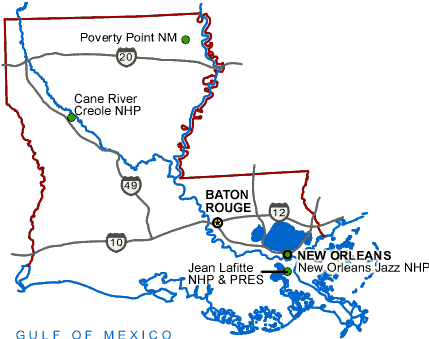 Poverty Point NM
20
Cane River
Creole NHP
49
BATON
ROUGE
12
10
NEW ORLEANS
New Orleans Jazz NHP
Jean Lafitte
NHP & PRES
GULF OF MEXICO